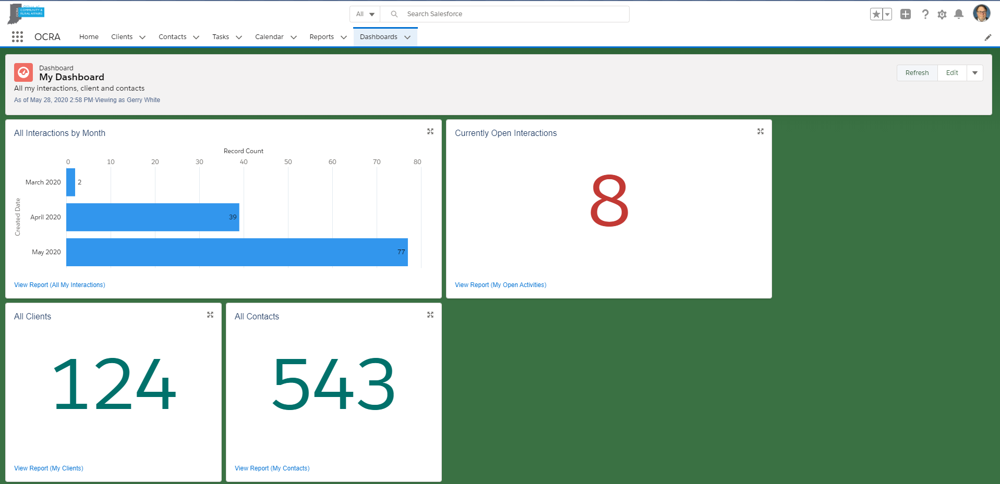 Office of
OCRA
COMMUNITY &
RURAL AFFAIRS
All
Search Salesforce
OCRA
Home
Clients
Contacts
Tasks
Calendar
Reports
Dashboards
Dashboard
My Dashboard
All my interactions, client and contacts
As of May 28, 2020 2:58 PM·Viewing as Gerry White
Refresh
Edit
All Interactions by Month
Record Count
0 10 20 30 40 50 60 70 80
Created Date
March 2020 2
April 2020 39
May 2020 77
View Report (All My Interactions)
Currently Open Interactions
8
View Report (My Open Activities)
All Clients
124
View Report (My Clients)
All Contacts
543
View Report (My Contacts)